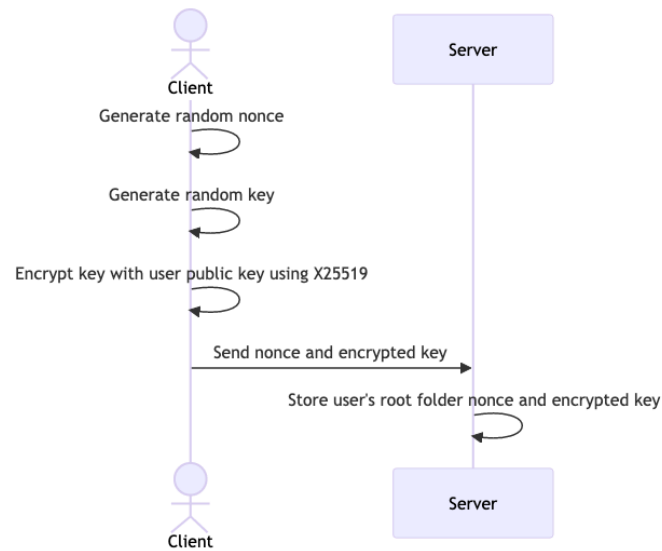 Server
Client
Generate random nonce
Generate random key
Encrypt key with user public key using X25519
Send nonce and encrypted key
Store user's root folder nonce and encrypted key
Server
Client